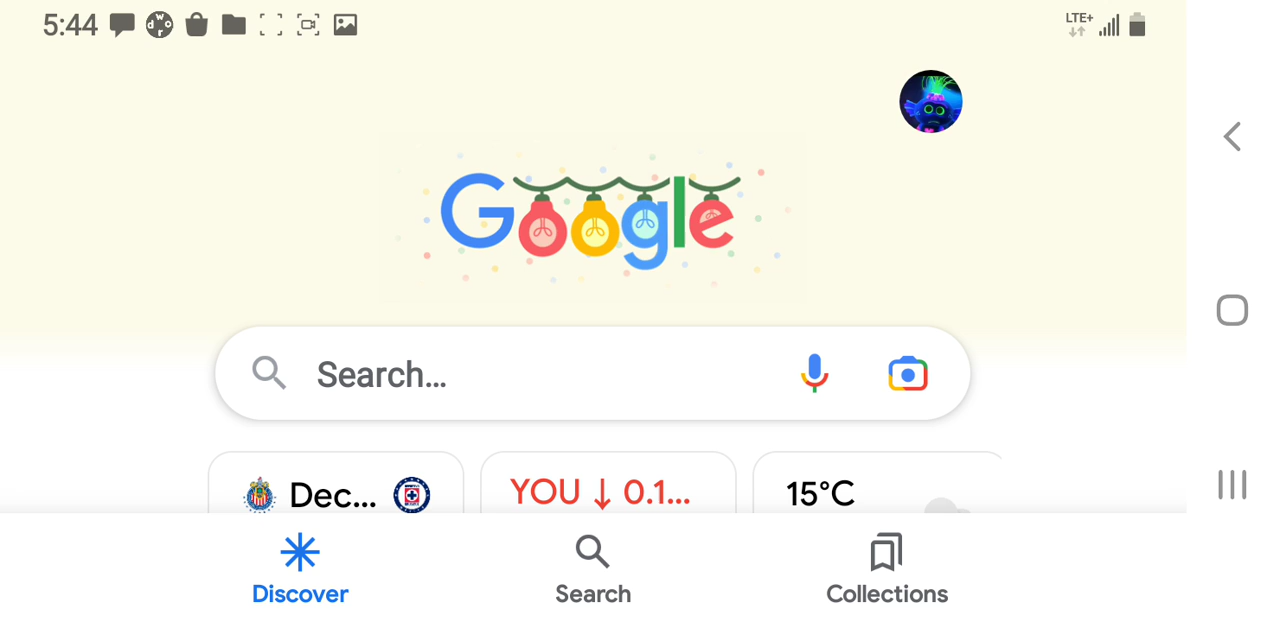 5:44
LTE+
Google
Search...
Dec...
YOU ↓ 0.1...
15°C
Discover
Search
Collections